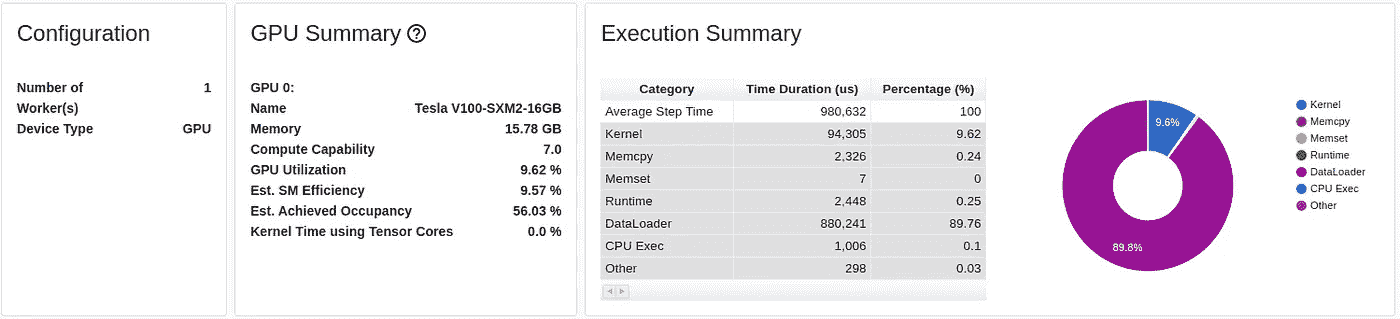 Configuration
Number of Worker(s) 1
Device Type GPU
GPU Summary
GPU 0:
Name Tesla V100-SXM2-16GB
Memory 15.78 GB
Compute Capability 7.0
GPU Utilization 9.62 %
Est. SM Efficiency 9.57 %
Est. Achieved Occupancy 56.03 %
Kernel Time using Tensor Cores 0.0 %
Execution Summary
Category Time Duration (us) Percentage (%)
Average Step Time 980,632 100
Kernel 94,305 9.62
Memcpy 2,326 0.24
Memset 7 0
Runtime 2,448 0.25
DataLoader 880,241 89.76
CPU Exec 1,006 0.1
Other 298 0.03
9.6%
89.8%
Kernel
Memcpy
Memset
Runtime
DataLoader
CPU Exec
Other